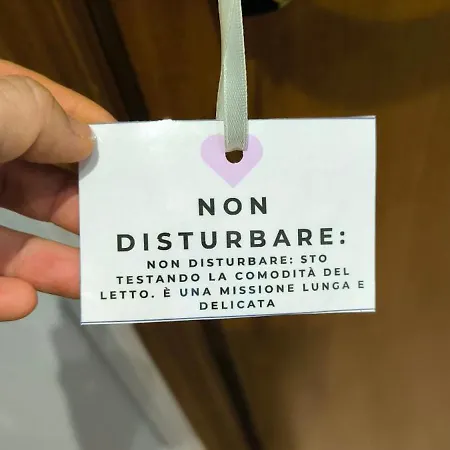 NON
DISTURBARE:
NON DISTURBARE: STO
TESTANDO LA COMODITÀ DEL
LETTO. È UNA MISSIONE LUNGA E
DELICATA